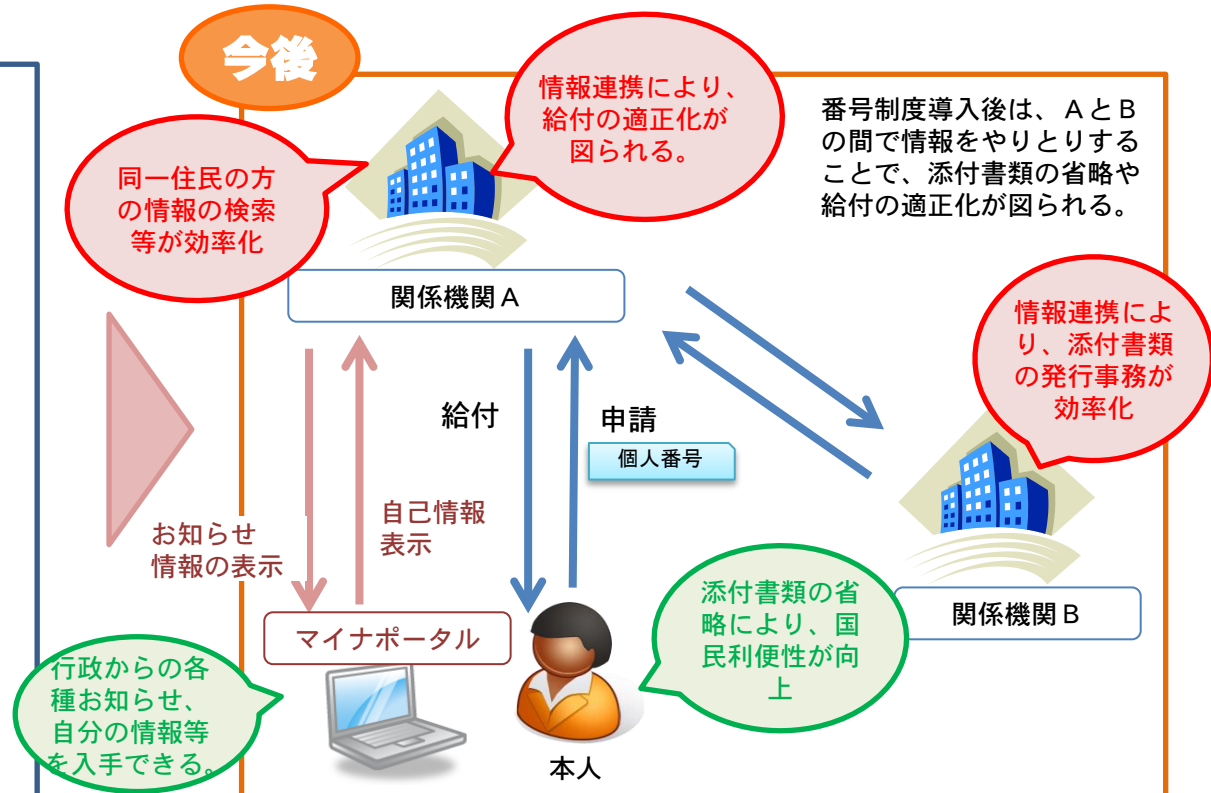 今後
情報連携により、
給付の適正化が
図られる。
番号制度導入後は、AとB
の間で情報をやりとりする
ことで、添付書類の省略や
給付の適正化が図られる。
同一住民の方
の情報の検索
等が効率化
関係機関A
情報連携によ
り、添付書類
の発行事務が
効率化
給付
申請
個人番号
お知らせ
情報の表示
自己情報
表示
関係機関B
マイナポータル
添付書類の省
略により、国
民利便性が向
上
行政からの各
種お知らせ、
自分の情報等
を入手できる。
本人